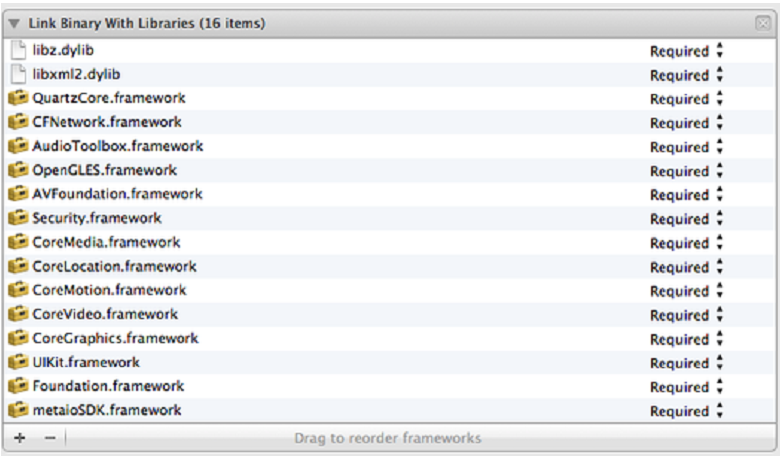 Link Binary With Libraries (16 items)
libz.dylib Required
libxml2.dylib Required
QuartzCore.framework Required
CFNetwork.framework Required
AudioToolbox.framework Required
OpenGLES.framework Required
AVFoundation.framework Required
Security.framework Required
CoreMedia.framework Required
CoreLocation.framework Required
CoreMotion.framework Required
CoreVideo.framework Required
CoreGraphics.framework Required
UIKit.framework Required
Foundation.framework Required
metaioSDK.framework Required
Drag to reorder frameworks